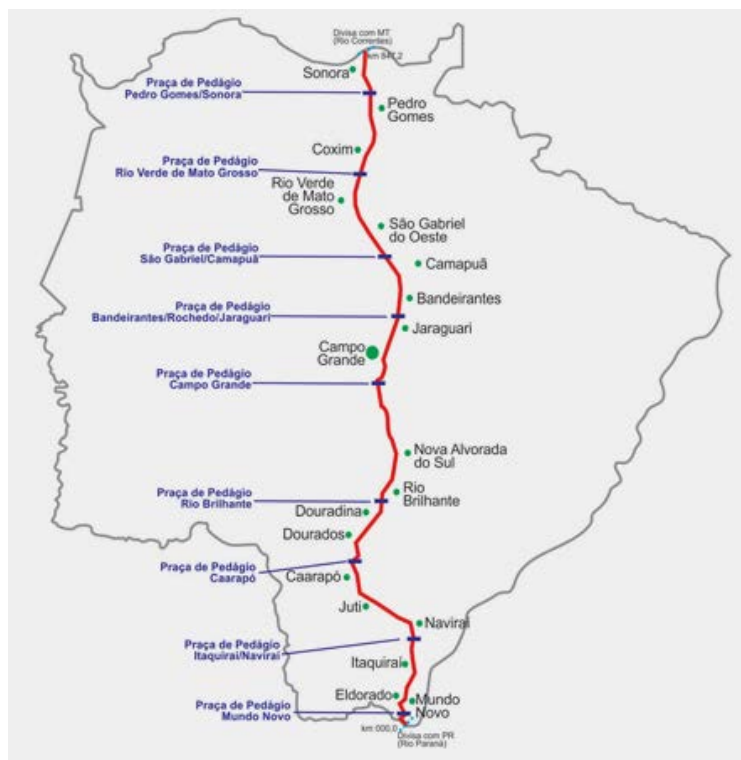 Divisa com MT
(Rio Correntes)
km 847,2
Sonora
Praça de Pedágio
Pedro Gomes/Sonora
Pedro
Gomes
Coxim
Praça de Pedágio
Rio Verde de Mato Grosso
Rio Verde
de Mato
Grosso
São Gabriel
do Oeste
Praça de Pedágio
São Gabriel/Camapuã
Camapuã
Bandeirantes
Praça de Pedágio
Bandeirantes/Rochedo/Jaraguari
Jaraguari
Campo
Grande
Praça de Pedágio
Campo Grande
Nova Alvorada
do Sul
Praça de Pedágio
Rio Brilhante
Rio
Brilhante
Douradina
Dourados
Praça de Pedágio
Caarapó
Caarapó
Juti
Naviraí
Praça de Pedágio
Itaquiraí/Naviraí
Itaquiraí
Eldorado
Mundo
Novo
Praça de Pedágio
Mundo Novo
km 000,0
Divisa com PR
(Rio Paraná)